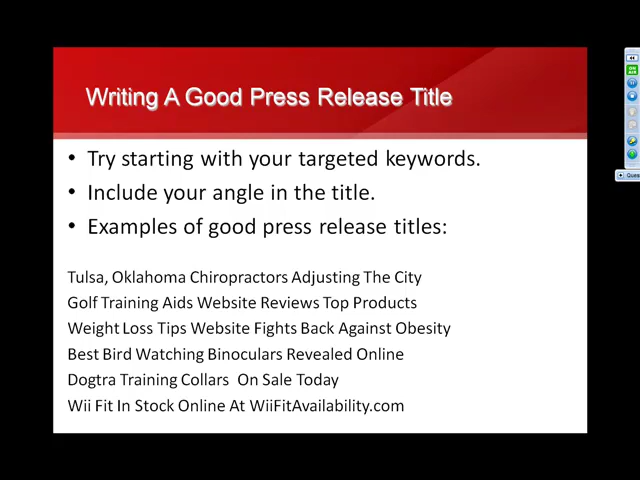 Writing A Good Press Release Title
• Try starting with your targeted keywords.
• Include your angle in the title.
• Examples of good press release titles:
Tulsa, Oklahoma Chiropractors Adjusting The City
Golf Training Aids Website Reviews Top Products
Weight Loss Tips Website Fights Back Against Obesity
Best Bird Watching Binoculars Revealed Online
Dogtra Training Collars  On Sale Today
Wii Fit In Stock Online At WiiFitAvailability.com
ON
AIR
Ques